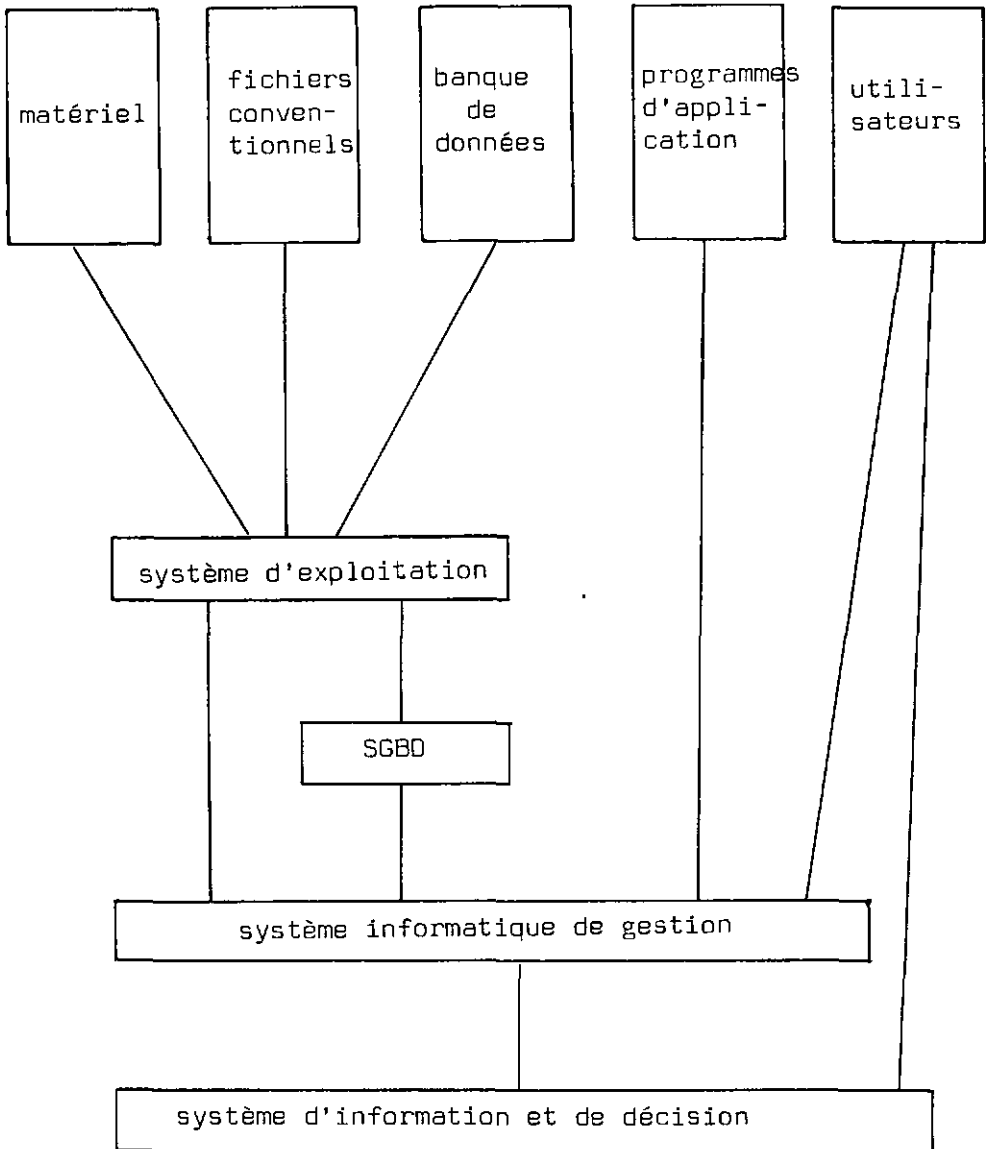 matériel
fichiers
conven-
tionnels
banque
de
données
programmes
d'appli-
cation
utili-
sateurs
système d'exploitation
SGBD
système informatique de gestion
système d'information et de décision